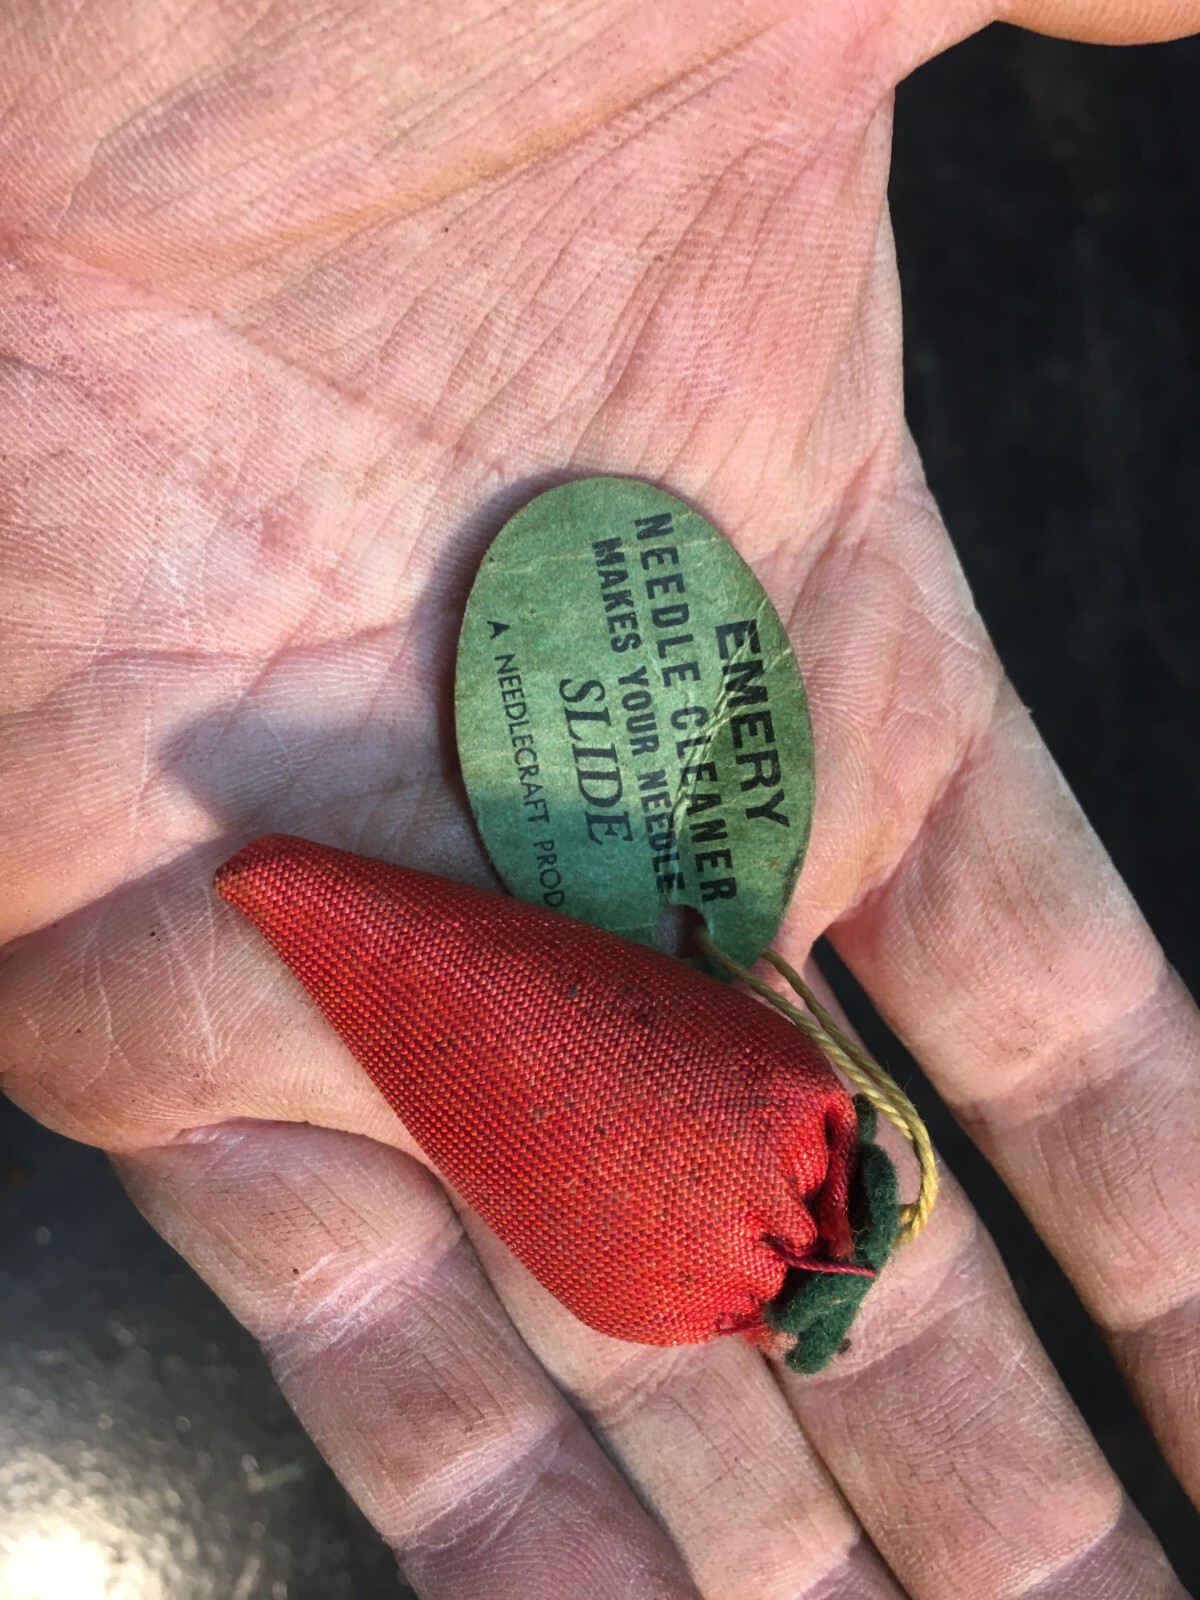 EMERY
NEEDLE CLEANER
MAKES YOUR NEEDLE
SLIDE
A NEEDLECRAFT PROD